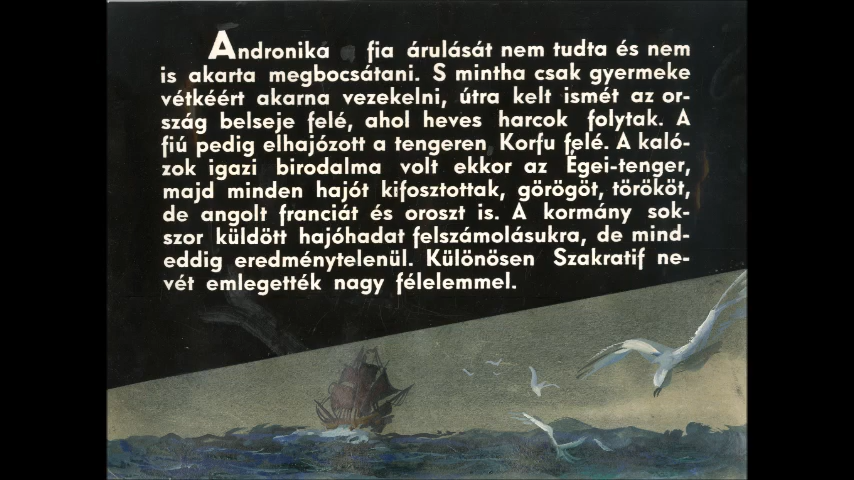 Andronika fia árulását nem tudta és nem
is akarta megbocsátani. S mintha csak gyermeke
vétkéért akarna vezekelni, útra kelt ismét az or-
szág belseje felé, ahol heves harcok folytak. A
fiú pedig elhajózott a tengeren Korfu felé. A kaló-
zok igazi birodalma volt ekkor az Égei-tenger,
majd minden hajót kifosztottak, görögöt, törököt,
de angolt franciát és oroszt is. A kormány sok-
szor küldött hajóhadat felszámolásukra, de mind-
eddig eredménytelenül. Különösen Szakratif ne-
vét emlegették nagy félelemmel.